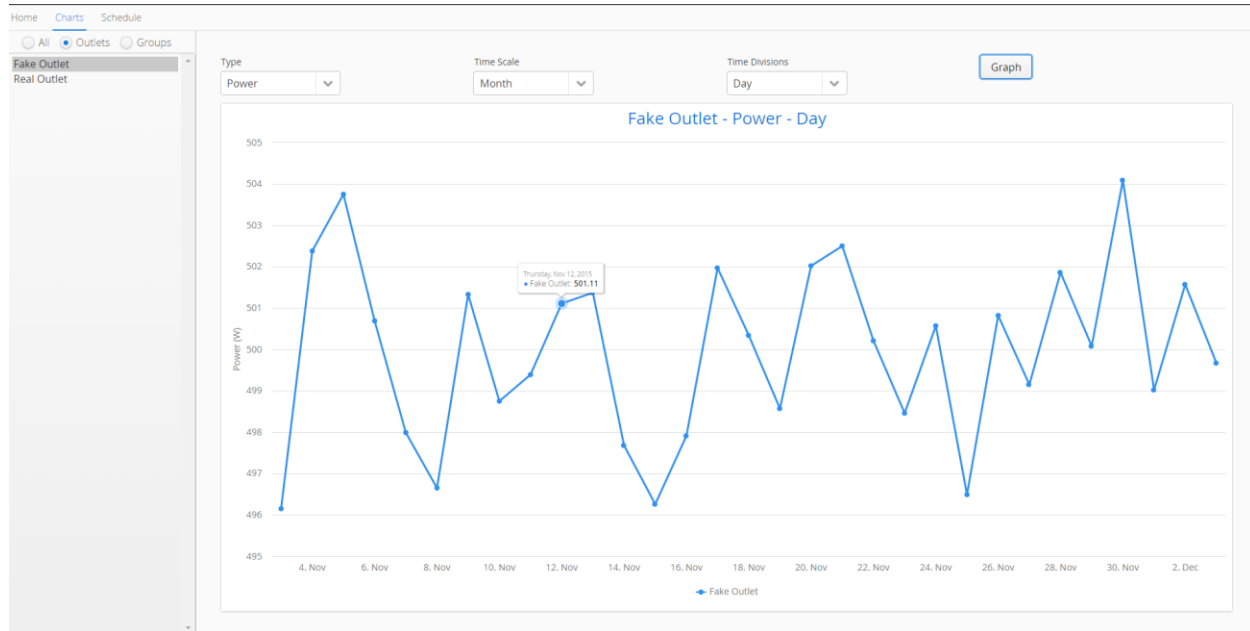 Home Charts Schedule
All Outlets Groups
Fake Outlet
Real Outlet
Type Time Scale Time Divisions
Power Month Day Graph
Fake Outlet - Power - Day
505
504
503
502
501
500
499
498
497
496
495
Power (W)
Thursday, Nov 12, 2015
Fake Outlet: 501.11
4. Nov 6. Nov 8. Nov 10. Nov 12. Nov 14. Nov 16. Nov 18. Nov 20. Nov 22. Nov 24. Nov 26. Nov 28. Nov 30. Nov 2. Dec
Fake Outlet